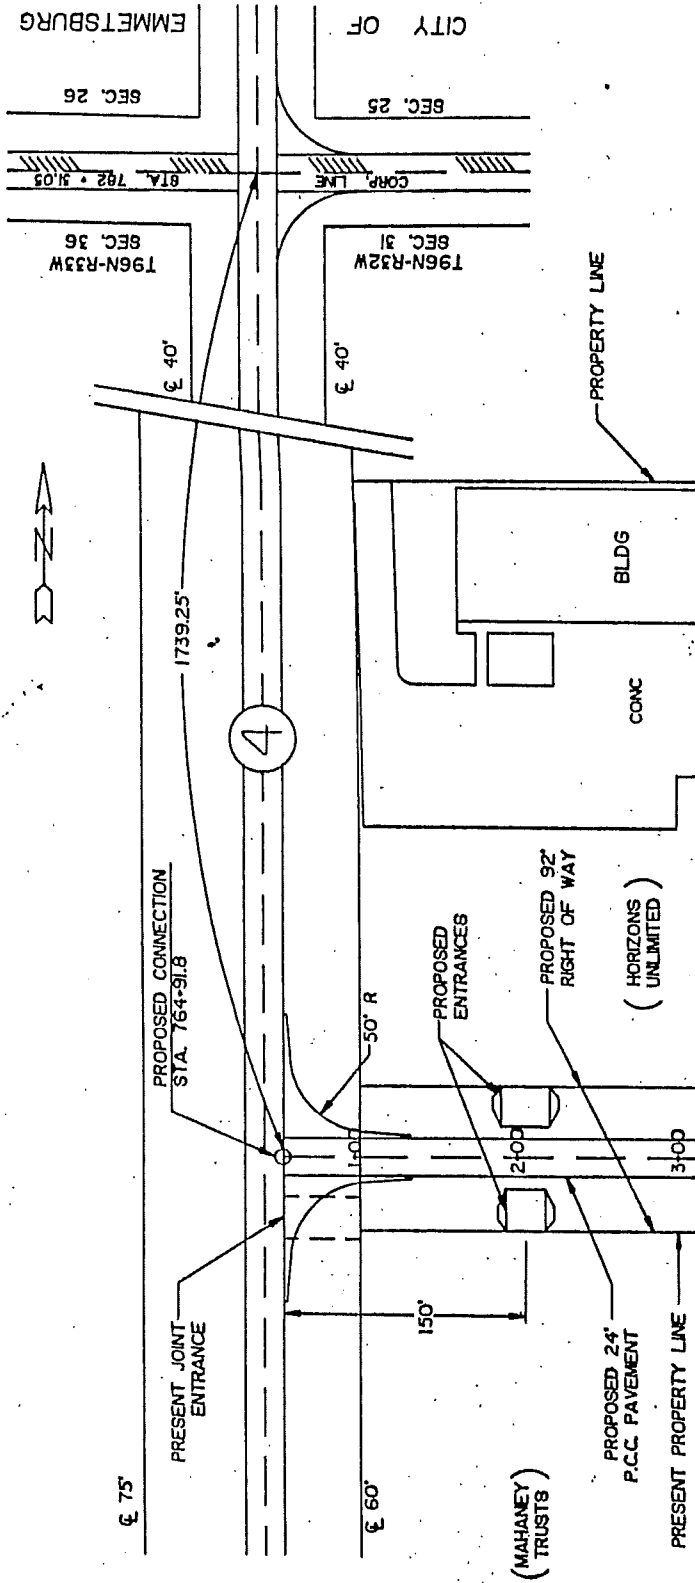 EMMETSBURG
CITY OF
SEC. 26
SEC. 25
STA. 782 + 51.05
CORP. LINE
T96N-R33W
SEC. 36
T96N-R32W
SEC. 31
℄ 40'
℄ 40'
PROPERTY LINE
N
1739.25'
4
BLDG
CONC
PROPOSED CONNECTION
STA. 764+91.8
PROPOSED
ENTRANCES
PROPOSED 92'
RIGHT OF WAY
(HORIZONS
UNLIMITED)
50' R
1+00
2+00
3+00
PRESENT JOINT
ENTRANCE
150'
℄ 75'
℄ 60'
(MAHANEY
TRUSTS)
PROPOSED 24'
P.C.C. PAVEMENT
PRESENT PROPERTY LINE